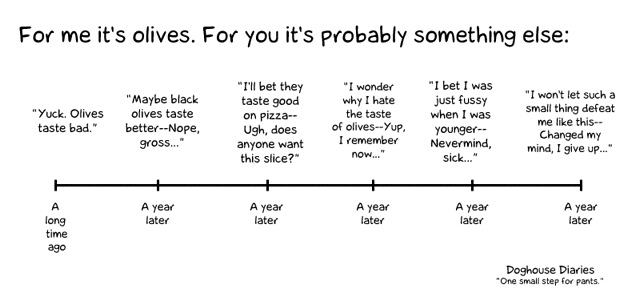 For me it's olives. For you it's probably something else:
"Yuck. Olives
taste bad."
"Maybe black
olives taste
better--Nope,
gross..."
"I'll bet they
taste good
on pizza--
Ugh, does
anyone want
this slice?"
"I wonder
why I hate
the taste
of olives--Yup,
I remember
now..."
"I bet I was
just fussy
when I was
younger--
Nevermind,
sick..."
"I won't let such a
small thing defeat
me like this--
Changed my
mind, I give up..."
A
long
time
ago
A year
later
A year
later
A year
later
A year
later
A year
later
Doghouse Diaries
"One small step for pants."